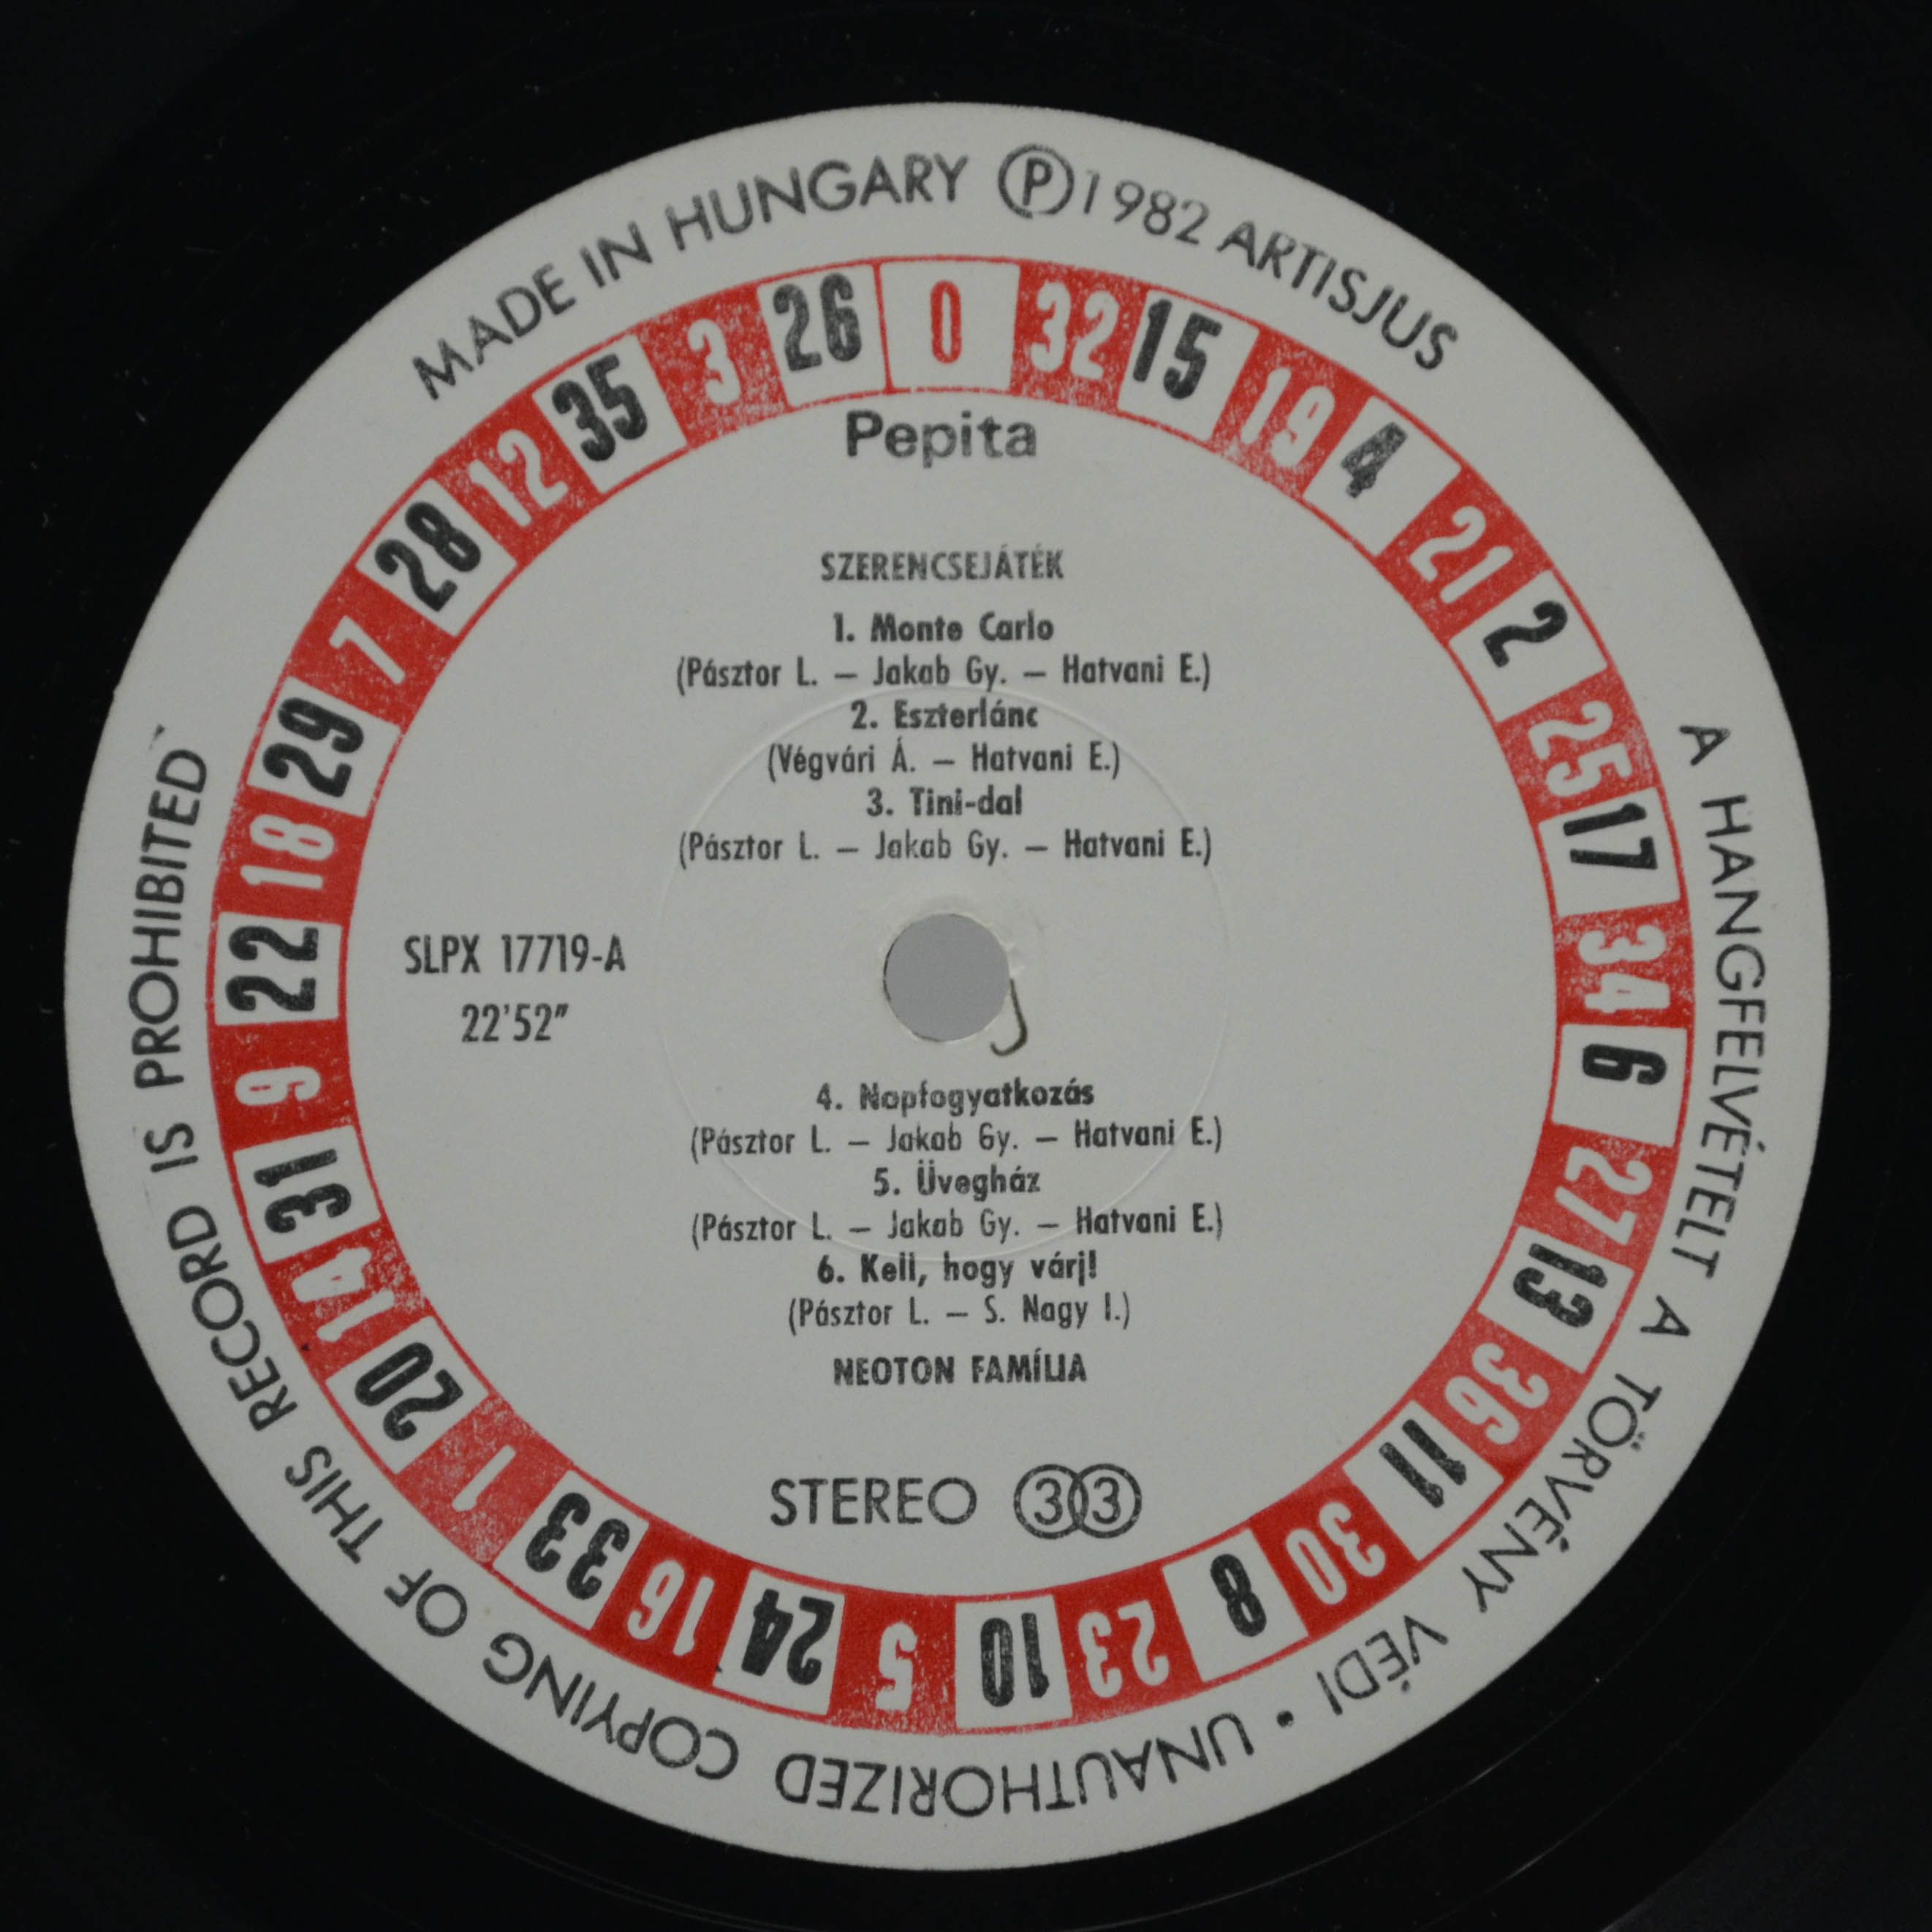 MADE IN HUNGARY Ⓟ 1982 ARTISJUS
A HANGFELVÉTELT A TÖRVÉNY VÉDI • UNAUTHORIZED COPYING OF THIS RECORD IS PROHIBITED
0 32 15 19 4 21 2 25 17 34 6 27 13 36 11 30 8 23 10 5 24 16 33 1 20 14 31 9 22 18 29 7 28 12 35 3 26
Pepita
SZERENCSEJÁTÉK
1. Monte Carlo
(Pásztor L. — Jakab Gy. — Hatvani E.)
2. Eszterlánc
(Végvári Á. — Hatvani E.)
3. Tini-dal
(Pásztor L. — Jakab Gy. — Hatvani E.)
SLPX 17719-A
22'52"
4. Napfogyatkozás
(Pásztor L. — Jakab Gy. — Hatvani E.)
5. Üvegház
(Pásztor L. — Jakab Gy. — Hatvani E.)
6. Kell, hogy várj!
(Pásztor L. — S. Nagy I.)
NEOTON FAMÍLIA
STEREO 33